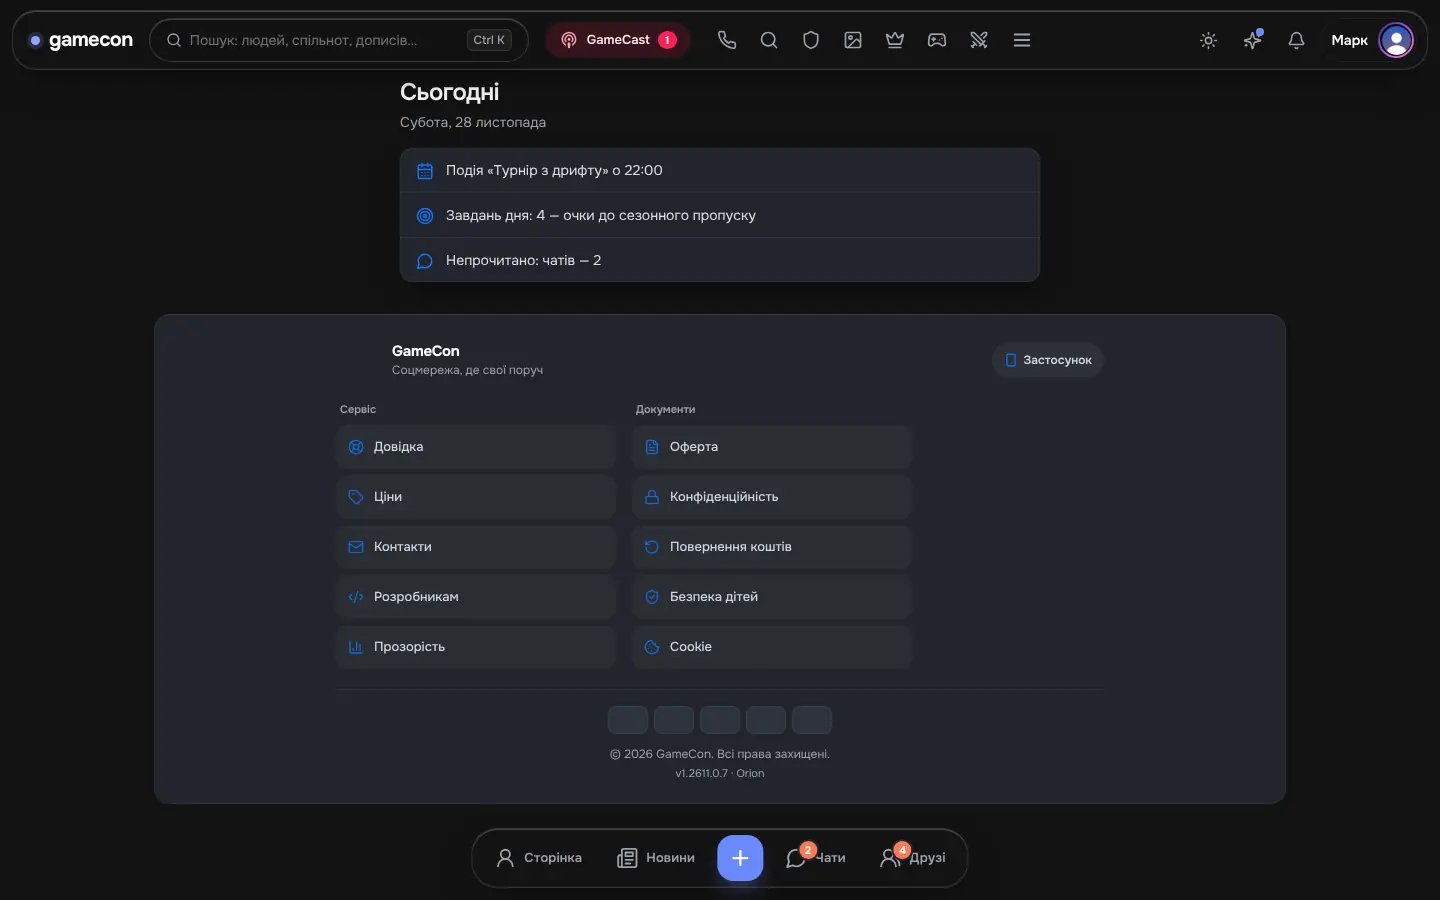 gamecon
Пошук: людей, спільнот, дописів...
Ctrl K
GameCast
1
Марк
Сьогодні
Субота, 28 листопада
Подія «Турнір з дрифту» о 22:00
Завдань дня: 4 — очки до сезонного пропуску
Непрочитано: чатів — 2
GameCon
Соцмережа, де свої поруч
Застосунок
Сервіс
Довідка
Ціни
Контакти
Розробникам
Прозорість
Документи
Оферта
Конфіденційність
Повернення коштів
Безпека дітей
Cookie
© 2026 GameCon. Всі права захищені.
v1.2611.0.7 · Orion
Сторінка
Новини
2
Чати
4
Друзі